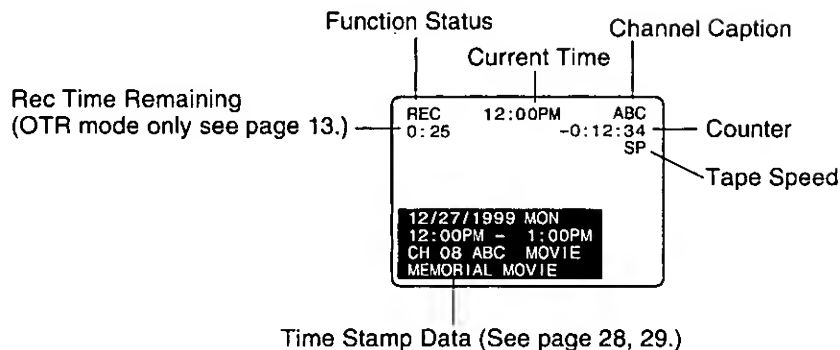 Function Status
Channel Caption
Current Time
Rec Time Remaining
(OTR mode only see page 13.)
REC 12:00PM ABC
0:25 -0:12:34
SP
Counter
Tape Speed
12/27/1999 MON
12:00PM - 1:00PM
CH 08 ABC MOVIE
MEMORIAL MOVIE
Time Stamp Data (See page 28, 29.)